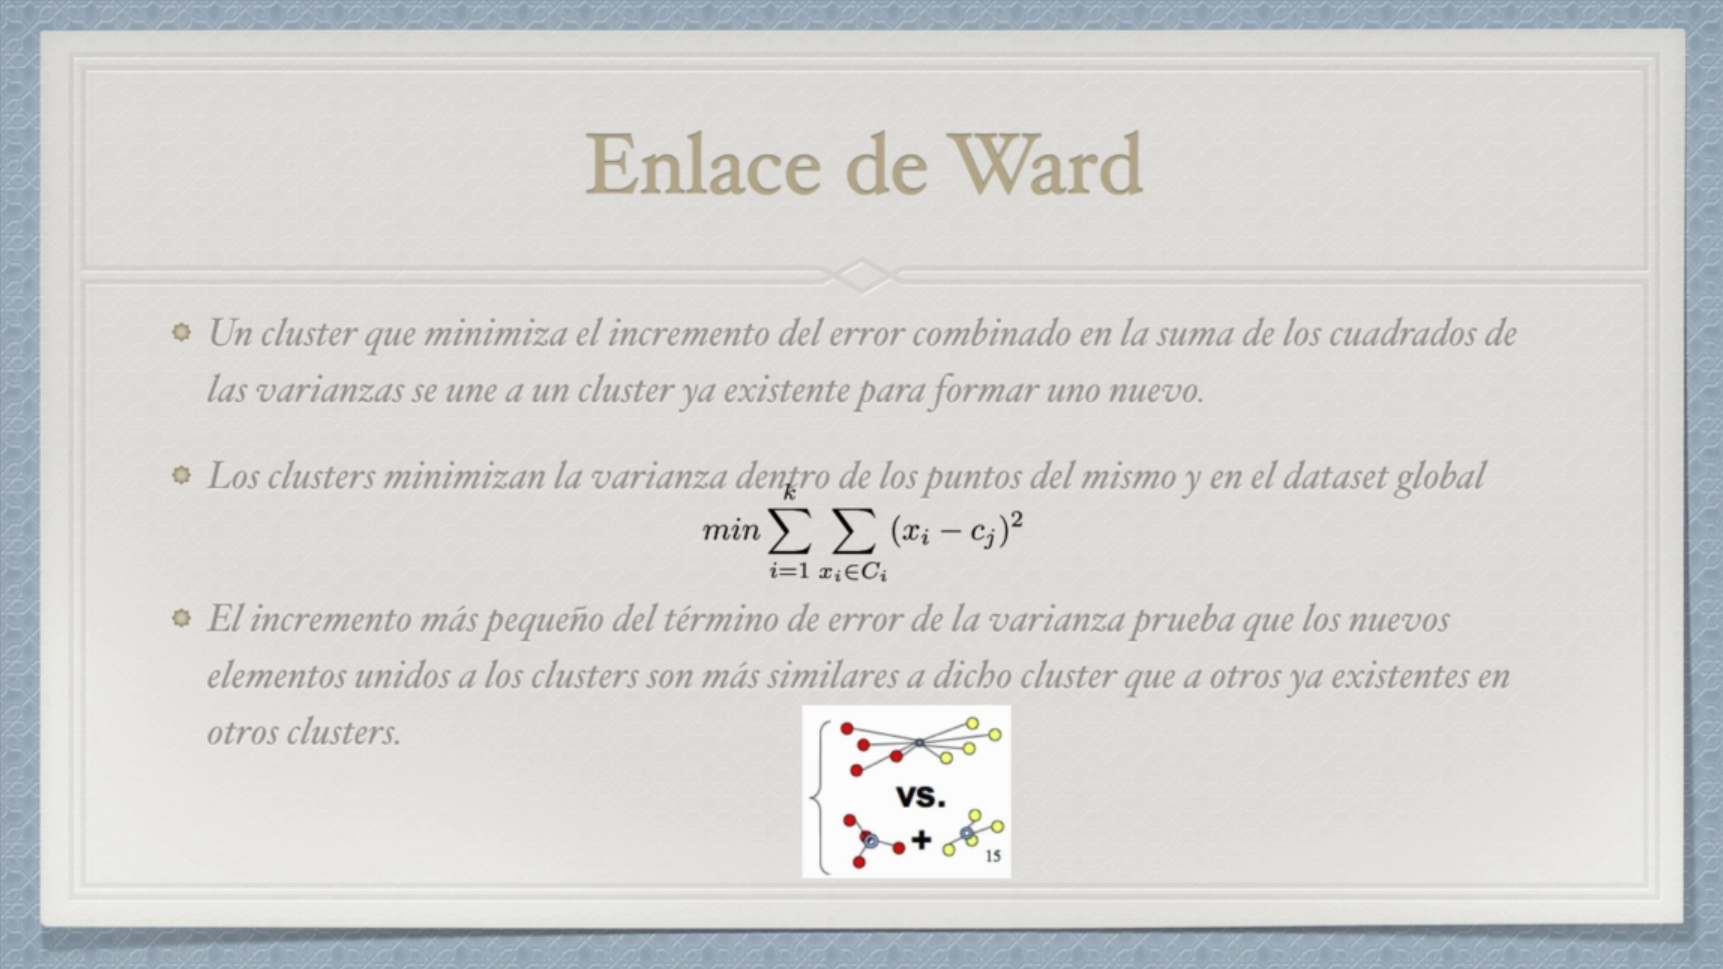 Enlace de Ward
Un cluster que minimiza el incremento del error combinado en la suma de los cuadrados de
las varianzas se une a un cluster ya existente para formar uno nuevo.
Los clusters minimizan la varianza dentro de los puntos del mismo y en el dataset global
min ∑_{i=1}^{k} ∑_{x_i∈C_i} (x_i − c_j)^2
El incremento más pequeño del término de error de la varianza prueba que los nuevos
elementos unidos a los clusters son más similares a dicho cluster que a otros ya existentes en
otros clusters.
vs.
+
15